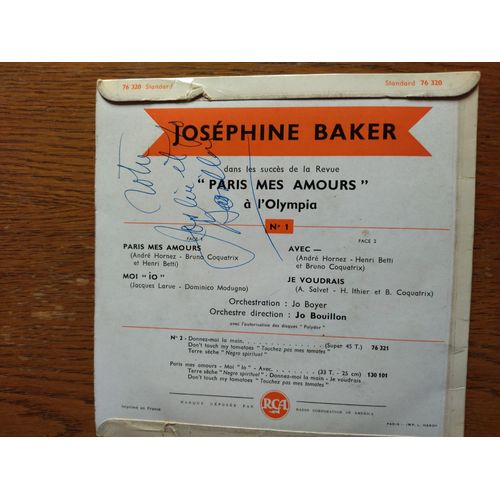 76 320 Standard
Standard 76 320
JOSÉPHINE BAKER
dans les succès de la Revue
" PARIS MES AMOURS "
à l'Olympia
N° 1
FACE 1
PARIS MES AMOURS
(André Hornez - Bruno Coquatrix
et Henri Betti)
MOI " IO "
(Jacques Larue - Dominico Modugno)
FACE 2
AVEC —
(André Hornez - Henri Betti
et Bruno Coquatrix)
JE VOUDRAIS
(A. Salvet - H. Ithier et B. Coquatrix)
Orchestration : Jo Boyer
Orchestre direction : Jo Bouillon
avec l'autorisation des disques "Polydor"
N° 2 - Donnez-moi la main. . . . . . . . . . . . (Super 45 T.) 76 321
Don't touch my tomatoes "Touchez pas mes tomates"
Terre sèche "Negro spirituel"
Paris mes amours - Moi "Io" - Avec. . . . . . . . (33 T. - 25 cm) 130 101
Terre sèche "Negro spirituel" - Donnez-moi la main - Je voudrais
Don't touch my tomatoes "Touchez pas mes tomates"
MARQUE DÉPOSÉE PAR
RCA
RADIO CORPORATION OF AMERICA
Imprimé en France
PARIS - IMP. L. HARDY
Votre